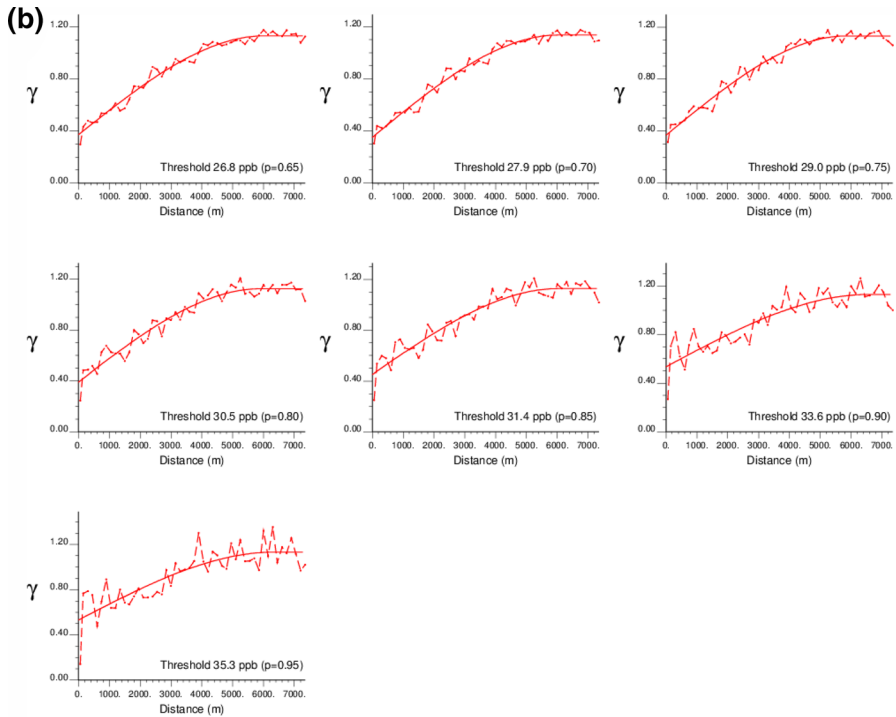 (b)
1.20
0.80
γ
0.40
Threshold 26.8 ppb (p=0.65)
0.00
0. 1000. 2000. 3000. 4000. 5000. 6000. 7000.
Distance (m)
1.20
0.80
γ
0.40
Threshold 27.9 ppb (p=0.70)
0.00
0. 1000. 2000. 3000. 4000. 5000. 6000. 7000.
Distance (m)
1.20
0.80
γ
0.40
Threshold 29.0 ppb (p=0.75)
0.00
0. 1000. 2000. 3000. 4000. 5000. 6000. 7000.
Distance (m)
1.20
0.80
γ
0.40
Threshold 30.5 ppb (p=0.80)
0.00
0. 1000. 2000. 3000. 4000. 5000. 6000. 7000.
Distance (m)
1.20
0.80
γ
0.40
Threshold 31.4 ppb (p=0.85)
0.00
0. 1000. 2000. 3000. 4000. 5000. 6000. 7000.
Distance (m)
1.20
0.80
γ
0.40
Threshold 33.6 ppb (p=0.90)
0.00
0. 1000. 2000. 3000. 4000. 5000. 6000. 7000.
Distance (m)
1.20
0.80
γ
0.40
Threshold 35.3 ppb (p=0.95)
0.00
0. 1000. 2000. 3000. 4000. 5000. 6000. 7000.
Distance (m)